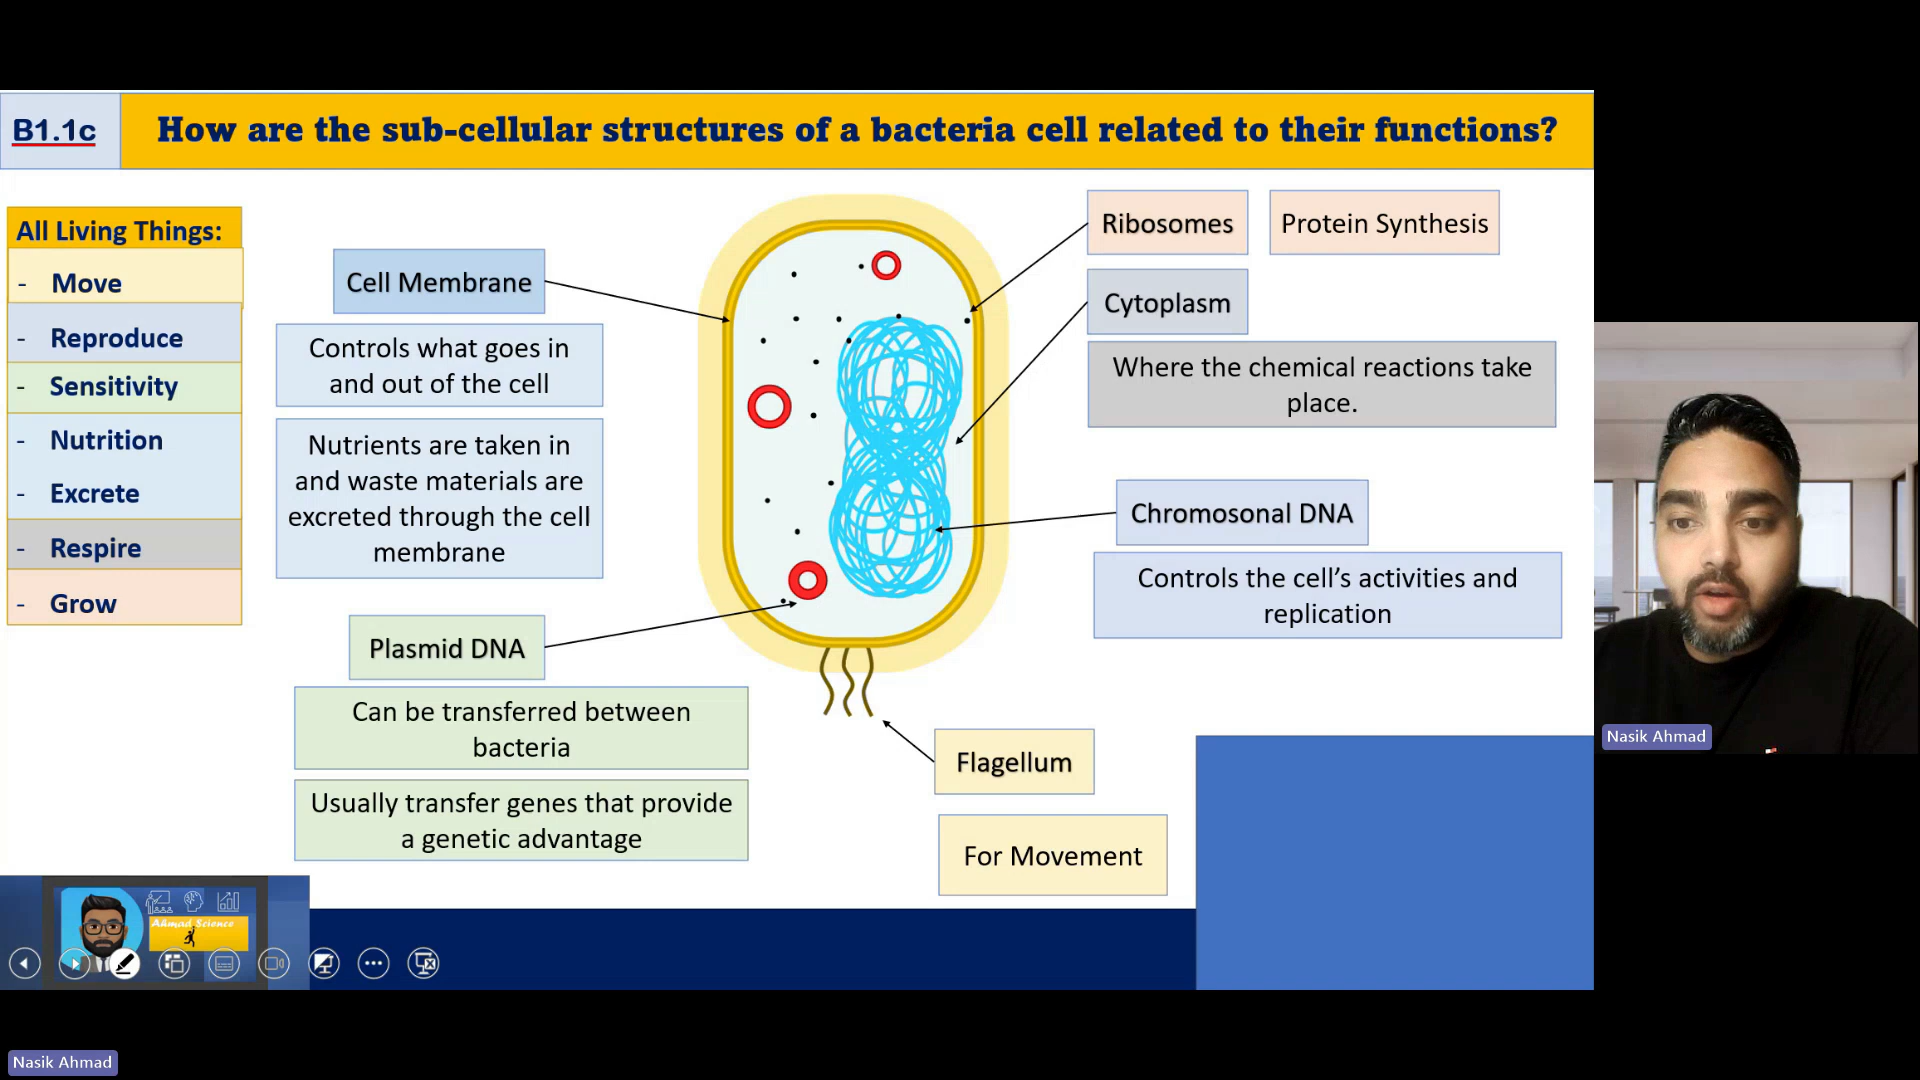 B1.1c
How are the sub-cellular structures of a bacteria cell related to their functions?
All Living Things:
- Move
- Reproduce
- Sensitivity
- Nutrition
- Excrete
- Respire
- Grow
Cell Membrane
Controls what goes in
and out of the cell
Nutrients are taken in
and waste materials are
excreted through the cell
membrane
Plasmid DNA
Can be transferred between
bacteria
Usually transfer genes that provide
a genetic advantage
Ribosomes
Protein Synthesis
Cytoplasm
Where the chemical reactions take
place.
Chromosonal DNA
Controls the cell’s activities and
replication
Flagellum
For Movement
Ahmad Science
Nasik Ahmad
Nasik Ahmad